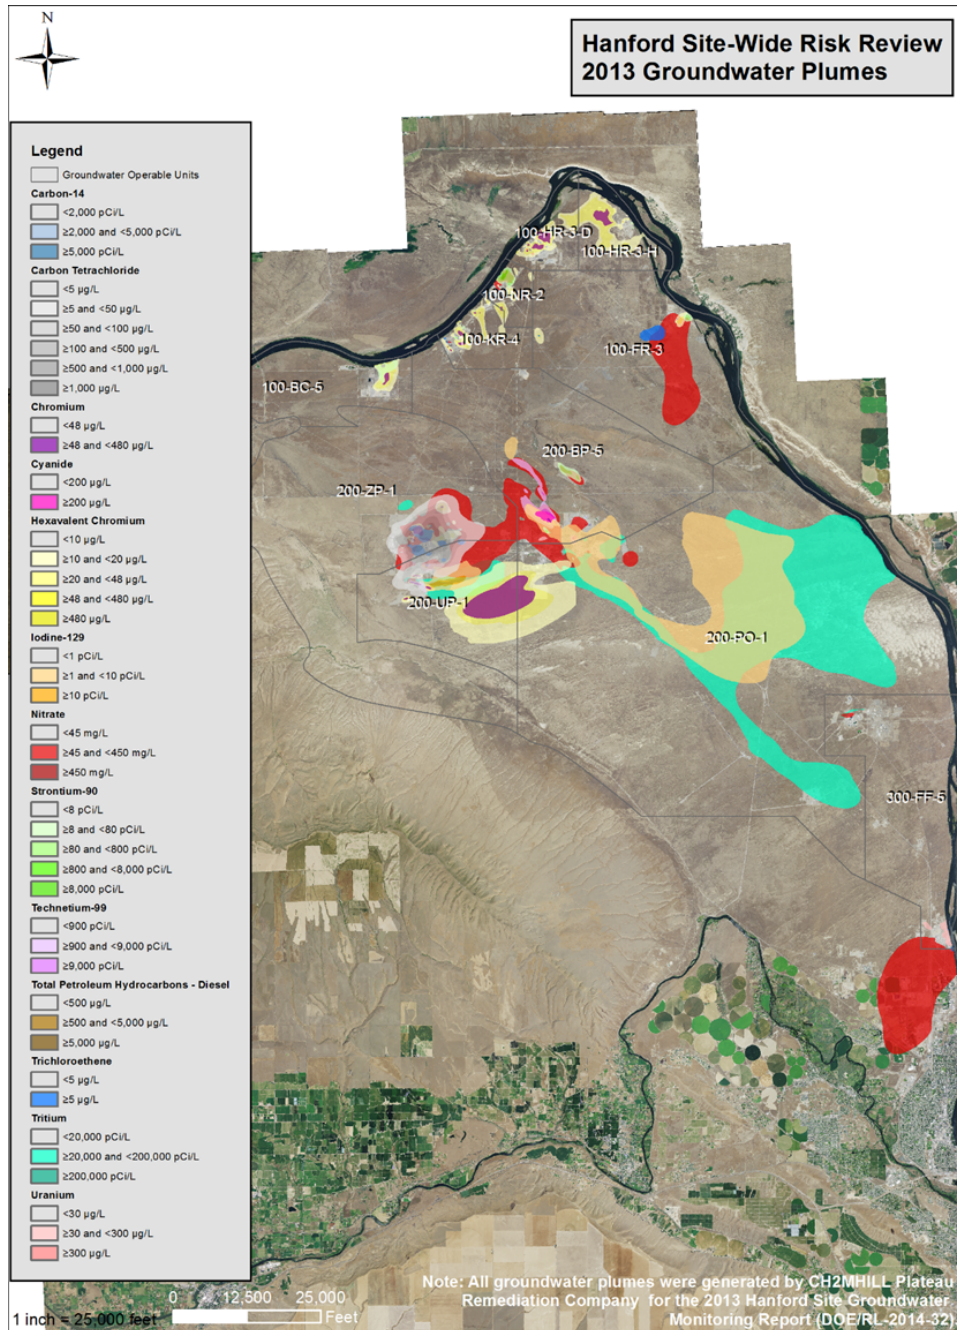 N
Hanford Site-Wide Risk Review
2013 Groundwater Plumes
Legend
Groundwater Operable Units
Carbon-14
<2,000 pCi/L
≥2,000 and <5,000 pCi/L
≥5,000 pCi/L
Carbon Tetrachloride
<5 µg/L
≥5 and <50 µg/L
≥50 and <100 µg/L
≥100 and <500 µg/L
≥500 and <1,000 µg/L
≥1,000 µg/L
Chromium
<48 µg/L
≥48 and <480 µg/L
Cyanide
<200 µg/L
≥200 µg/L
Hexavalent Chromium
<10 µg/L
≥10 and <20 µg/L
≥20 and <48 µg/L
≥48 and <480 µg/L
≥480 µg/L
Iodine-129
<1 pCi/L
≥1 and <10 pCi/L
≥10 pCi/L
Nitrate
<45 mg/L
≥45 and <450 mg/L
≥450 mg/L
Strontium-90
<8 pCi/L
≥8 and <80 pCi/L
≥80 and <800 pCi/L
≥800 and <8,000 pCi/L
≥8,000 pCi/L
Technetium-99
<900 pCi/L
≥900 and <9,000 pCi/L
≥9,000 pCi/L
Total Petroleum Hydrocarbons - Diesel
<500 µg/L
≥500 and <5,000 µg/L
≥5,000 µg/L
Trichloroethene
<5 µg/L
≥5 µg/L
Tritium
<20,000 pCi/L
≥20,000 and <200,000 pCi/L
≥200,000 pCi/L
Uranium
<30 µg/L
≥30 and <300 µg/L
≥300 µg/L
100-HR-3-D
100-HR-3-H
100-NR-2
100-KR-4
100-FR-3
100-BC-5
200-BP-5
200-ZP-1
200-UP-1
200-PO-1
300-FF-5
Note: All groundwater plumes were generated by CH2MHILL Plateau
Remediation Company for the 2013 Hanford Site Groundwater
Monitoring Report (DOE/RL-2014-32).
0 12,500 25,000
Feet
1 inch = 25,000 feet